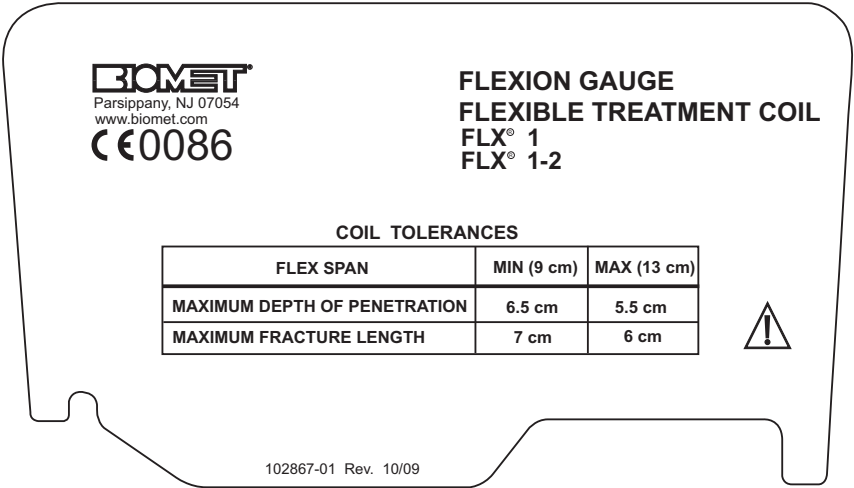 BIOMET®
Parsippany, NJ 07054
www.biomet.com
CE0086
FLEXION GAUGE
FLEXIBLE TREATMENT COIL
FLX® 1
FLX® 1-2
COIL TOLERANCES
FLEX SPAN MIN (9 cm) MAX (13 cm)
MAXIMUM DEPTH OF PENETRATION 6.5 cm 5.5 cm
MAXIMUM FRACTURE LENGTH 7 cm 6 cm
!
102867-01 Rev. 10/09